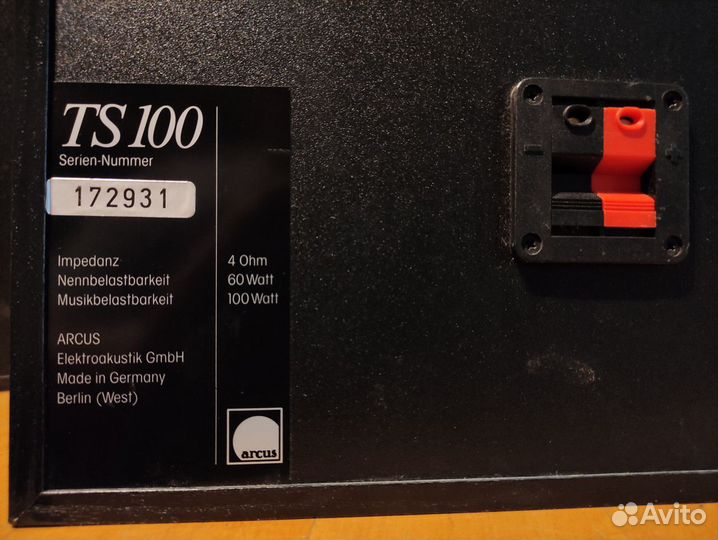 TS 100
Serien-Nummer
172931
Impedanz 4 Ohm
Nennbelastbarkeit 60 Watt
Musikbelastbarkeit 100 Watt
ARCUS
Elektroakustik GmbH
Made in Germany
Berlin (West)
arcus
- +
Avito